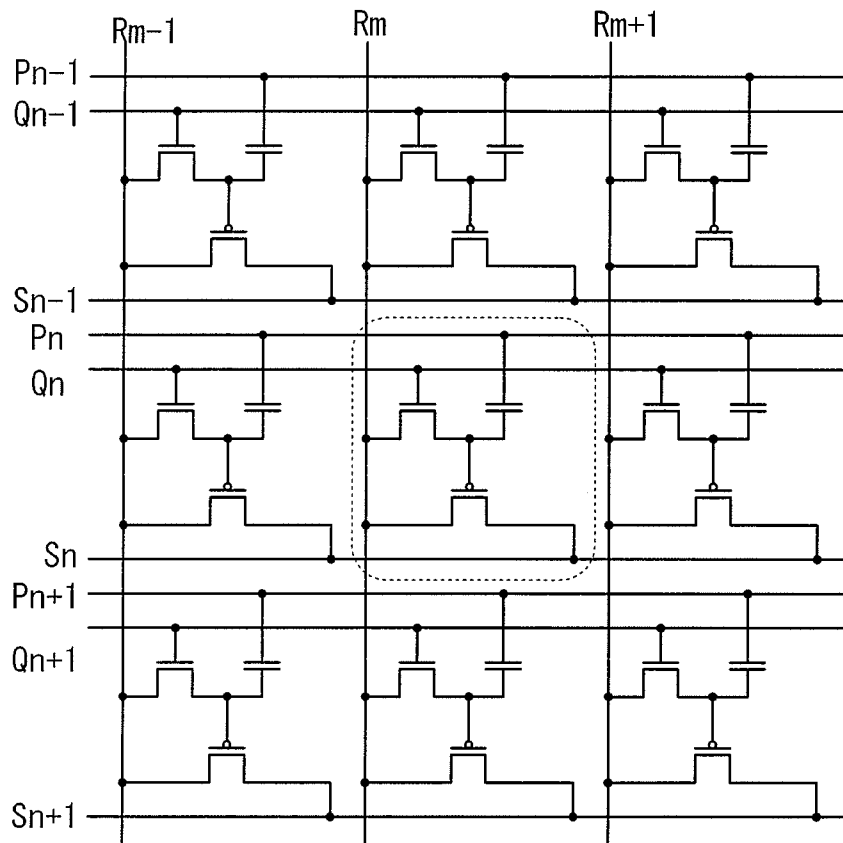 Rm-1
Rm
Rm+1
Pn-1
Qn-1
Sn-1
Pn
Qn
Sn
Pn+1
Qn+1
Sn+1